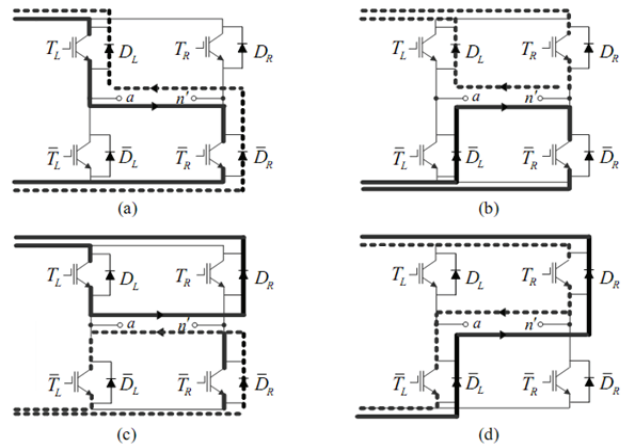 T_L D_L T_R D_R
a n'
T̅_L D̅_L T̅_R D̅_R
(a)
T_L D_L T_R D_R
a n'
T̅_L D̅_L T̅_R D̅_R
(b)
T_L D_L T_R D_R
a n'
T̅_L D̅_L T̅_R D̅_R
(c)
T_L D_L T_R D_R
a n'
T̅_L D̅_L T̅_R D̅_R
(d)